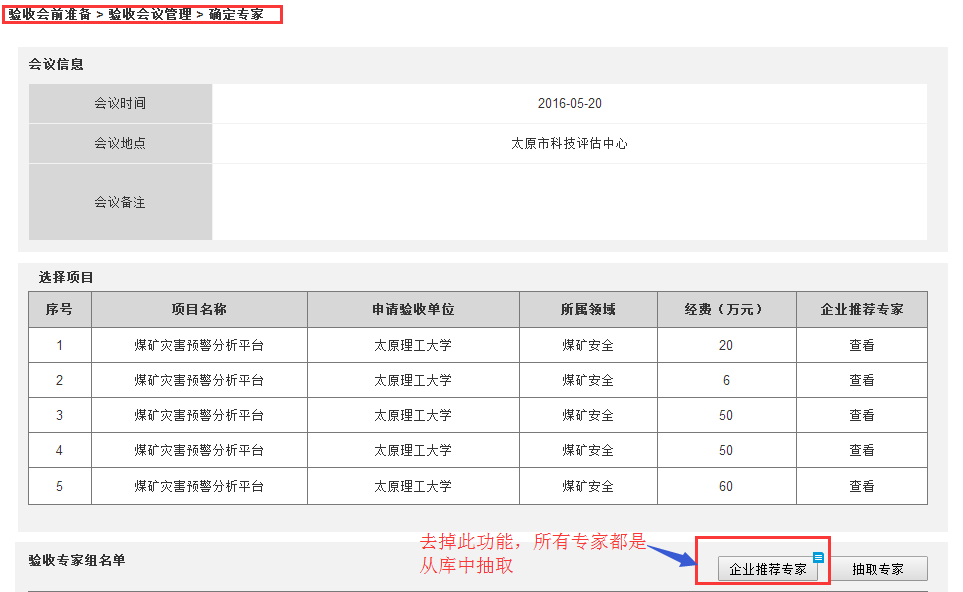 验收会前准备 > 验收会议管理 > 确定专家
会议信息
会议时间 2016-05-20
会议地点 太原市科技评估中心
会议备注
选择项目
序号 项目名称 申请验收单位 所属领域 经费（万元） 企业推荐专家
1 煤矿灾害预警分析平台 太原理工大学 煤矿安全 20 查看
2 煤矿灾害预警分析平台 太原理工大学 煤矿安全 6 查看
3 煤矿灾害预警分析平台 太原理工大学 煤矿安全 50 查看
4 煤矿灾害预警分析平台 太原理工大学 煤矿安全 50 查看
5 煤矿灾害预警分析平台 太原理工大学 煤矿安全 60 查看
去掉此功能，所有专家都是
从库中抽取
验收专家组名单
企业推荐专家 抽取专家